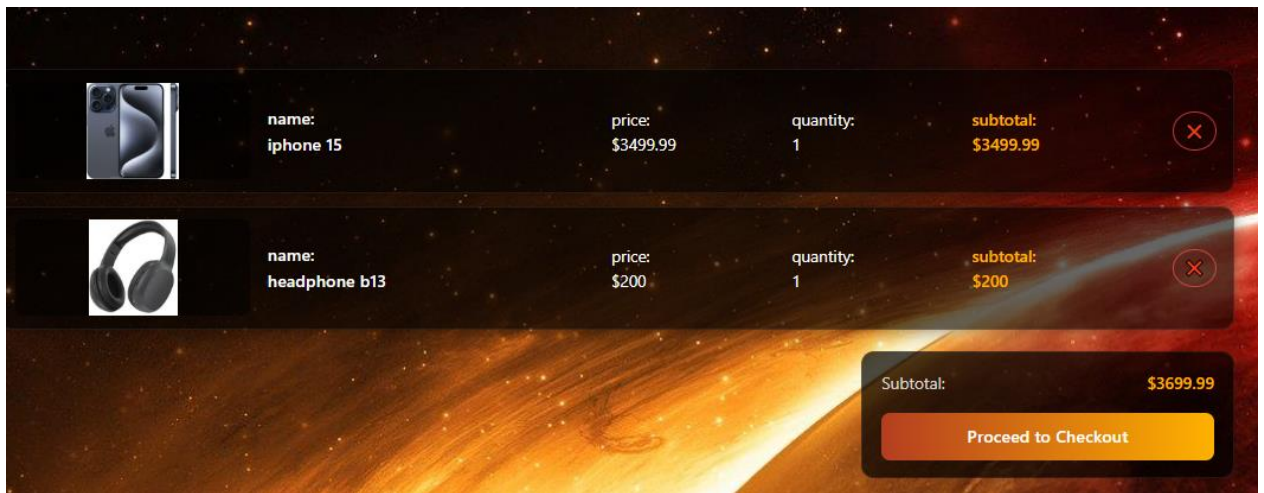 name:
iphone 15
price:
$3499.99
quantity:
1
subtotal:
$3499.99
name:
headphone b13
price:
$200
quantity:
1
subtotal:
$200
Subtotal: $3699.99
Proceed to Checkout